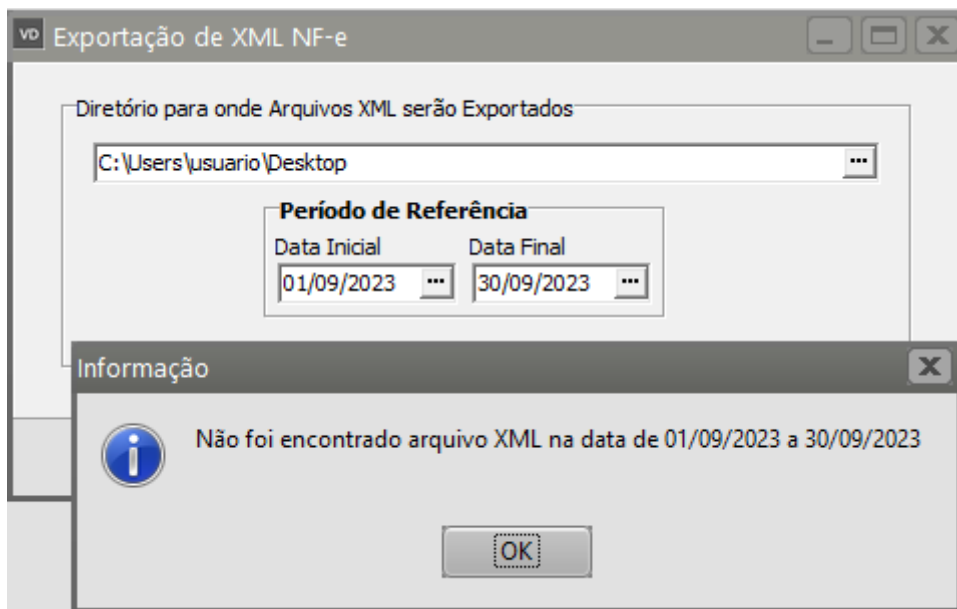 VD Exportação de XML NF-e
Diretório para onde Arquivos XML serão Exportados
C:\Users\usuario\Desktop ...
Período de Referência
Data Inicial Data Final
01/09/2023 ... 30/09/2023 ...
Informação
Não foi encontrado arquivo XML na data de 01/09/2023 a 30/09/2023
OK